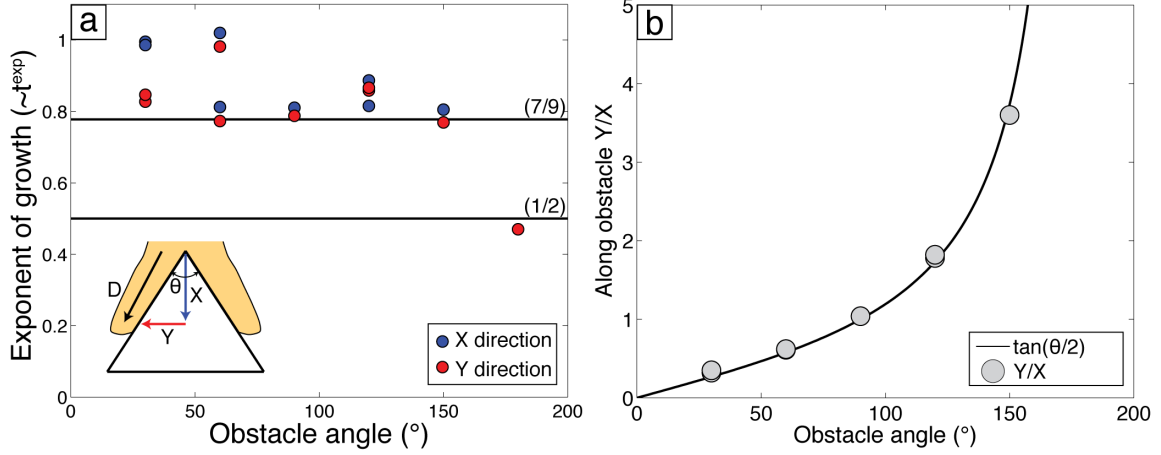 a
Exponent of growth (~t^exp)
1
0.8
0.6
0.4
0.2
0
(7/9)
(1/2)
D
θ
X
Y
X direction
Y direction
0 50 100 150 200
Obstacle angle (°)
b
Along obstacle Y/X
5
4
3
2
1
0
tan(θ/2)
Y/X
0 50 100 150 200
Obstacle angle (°)